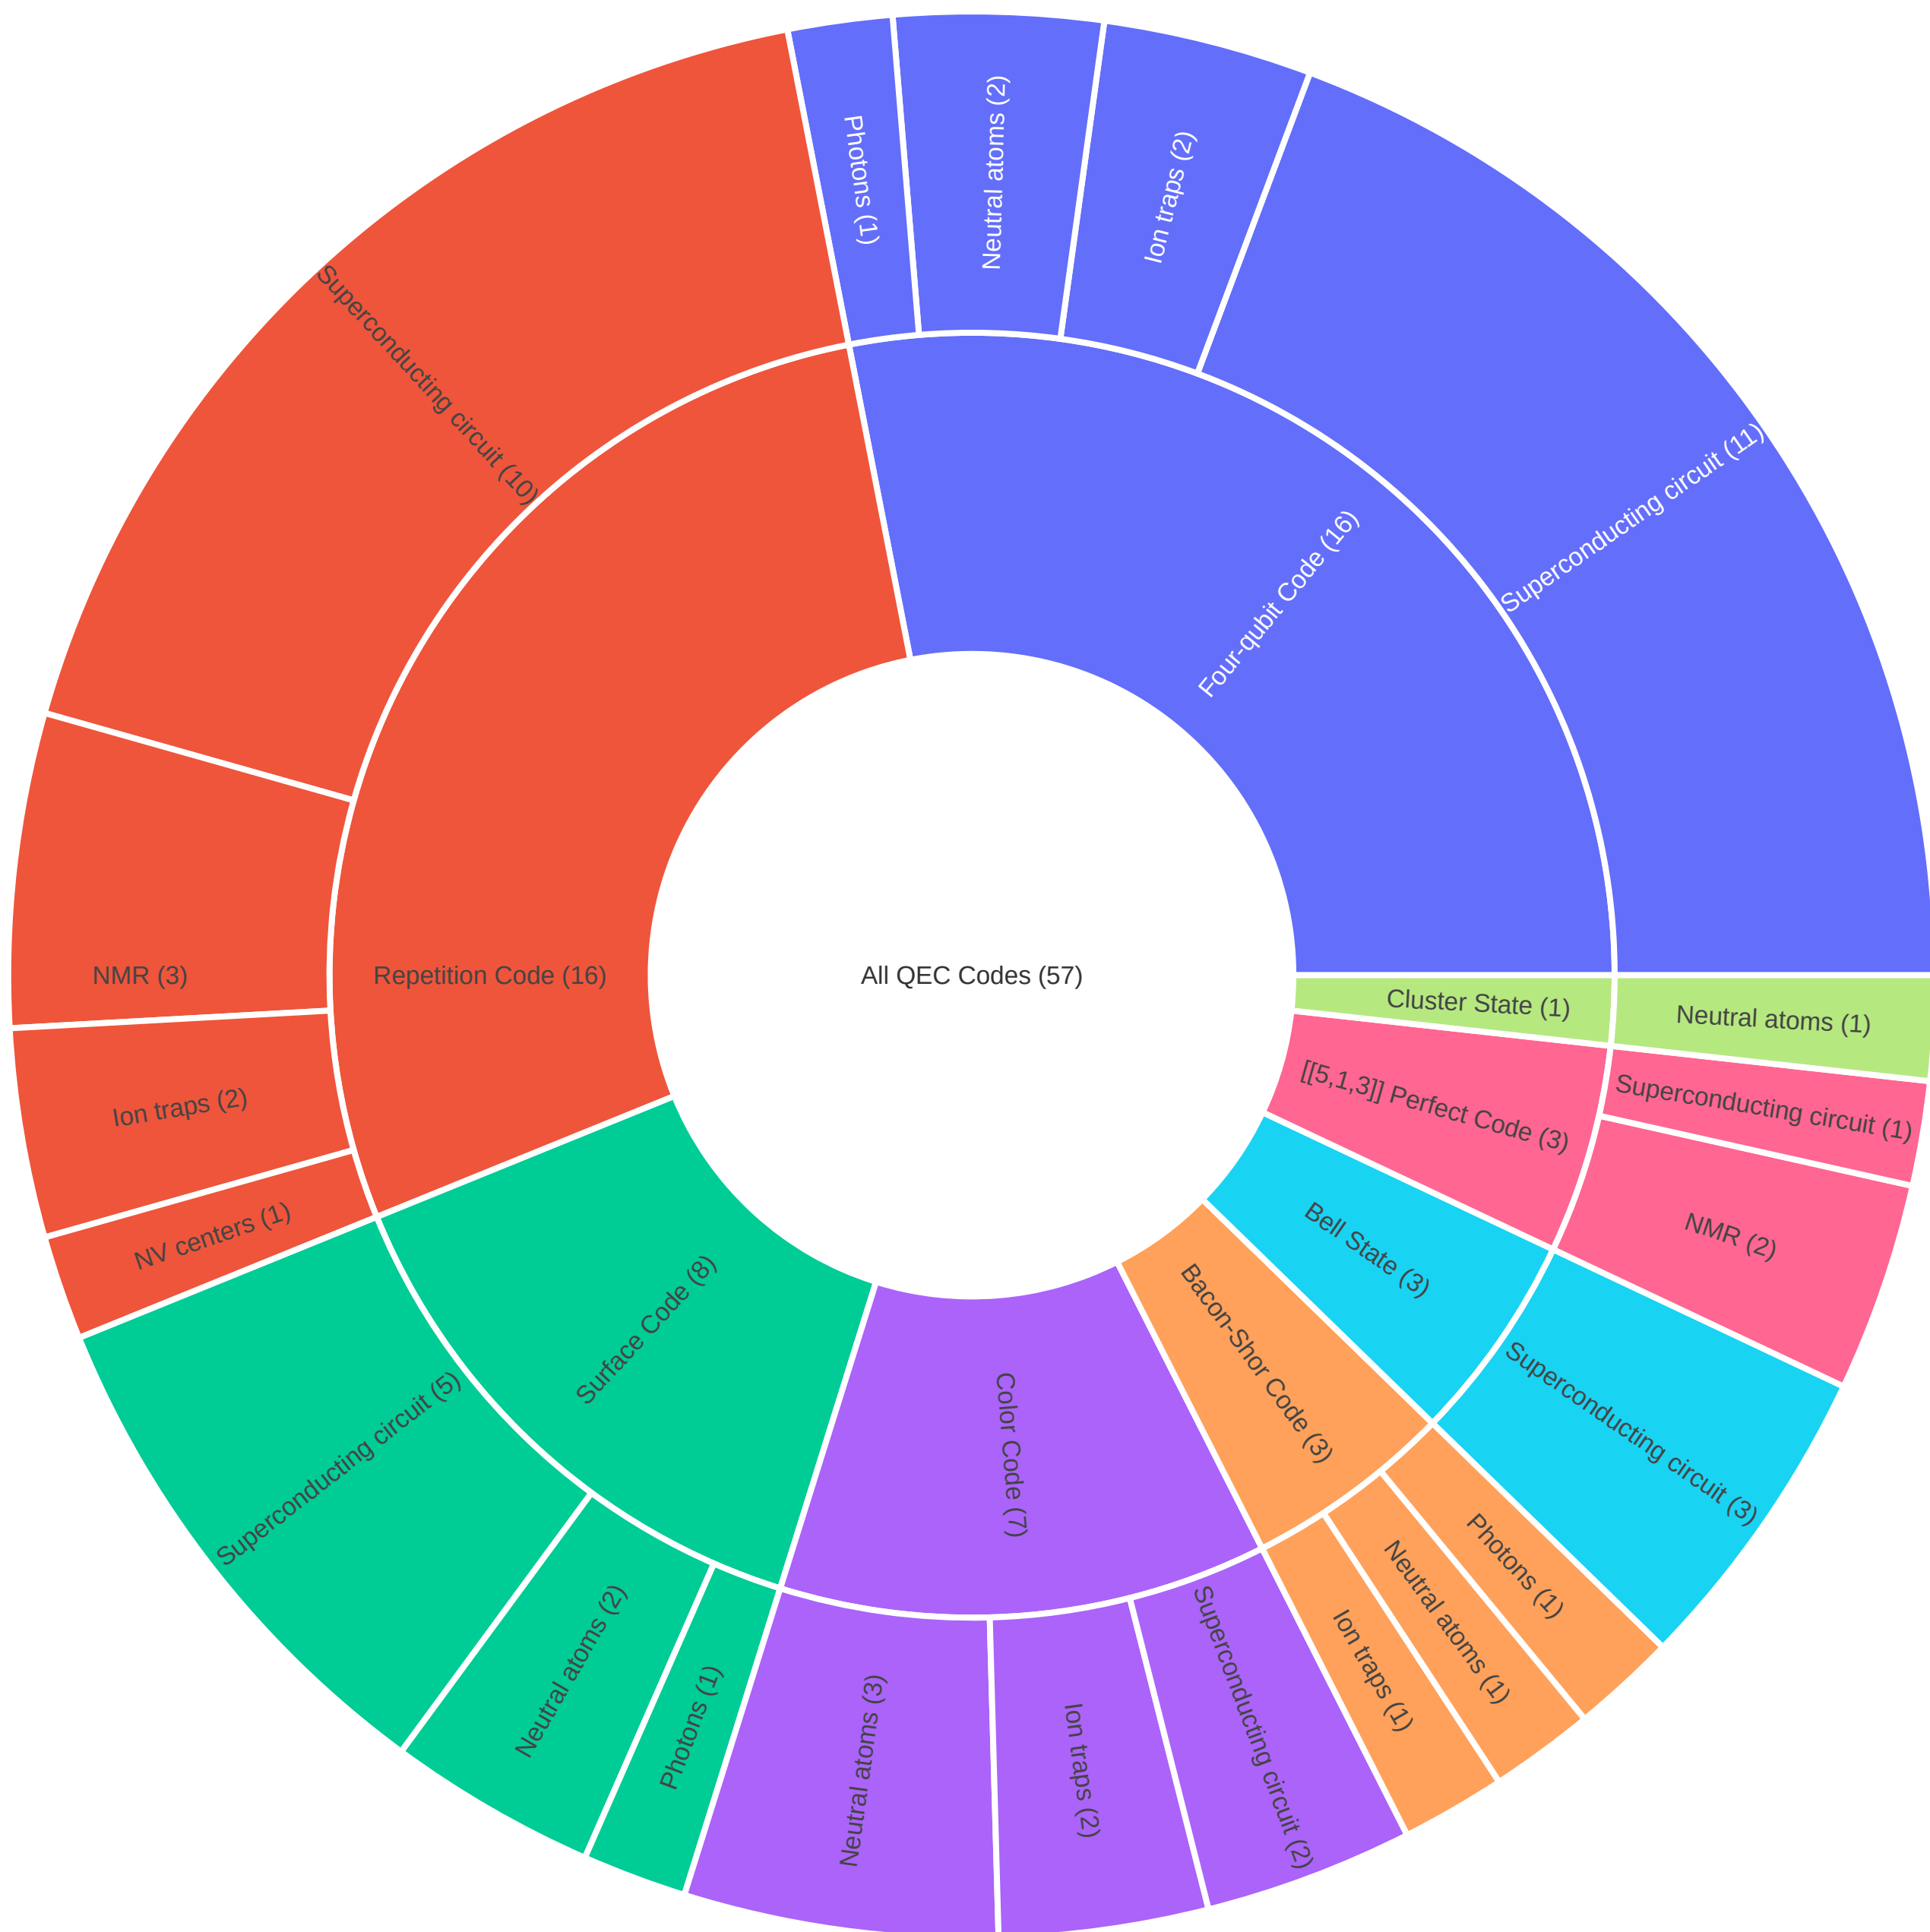 All QEC Codes (57)
Four-qubit Code (16)
Superconducting circuit (11)
Ion traps (2)
Neutral atoms (2)
Photons (1)
Repetition Code (16)
Superconducting circuit (10)
NMR (3)
Ion traps (2)
NV centers (1)
Surface Code (8)
Superconducting circuit (5)
Neutral atoms (2)
Photons (1)
Color Code (7)
Neutral atoms (3)
Ion traps (2)
Superconducting circuit (2)
Bacon-Shor Code (3)
Ion traps (1)
Neutral atoms (1)
Photons (1)
Bell State (3)
Superconducting circuit (3)
[[5,1,3]] Perfect Code (3)
NMR (2)
Superconducting circuit (1)
Cluster State (1)
Neutral atoms (1)